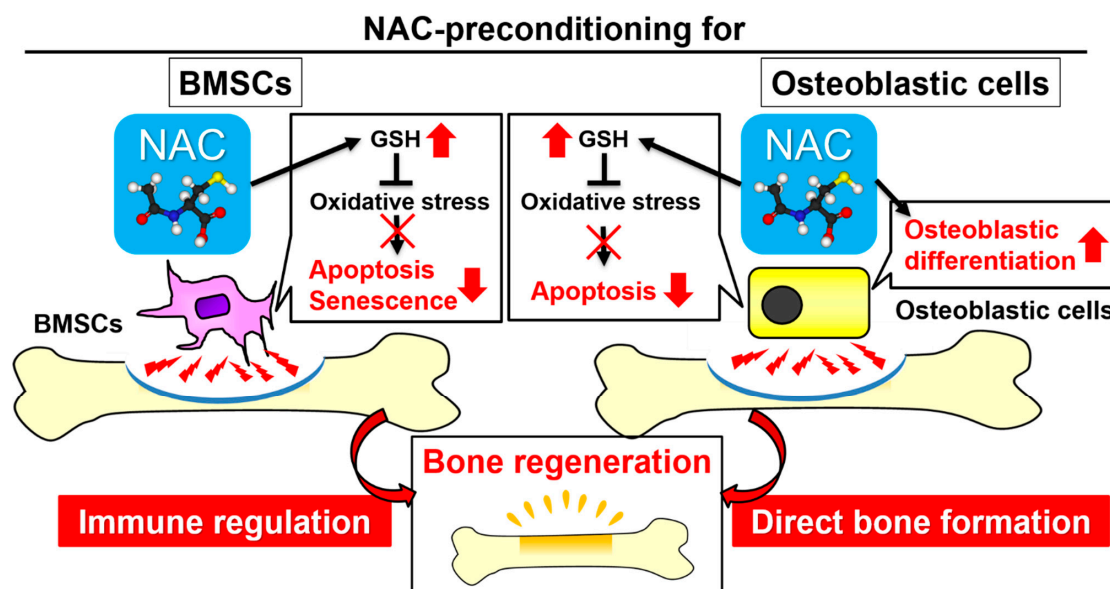 NAC-preconditioning for
BMSCs
Osteoblastic cells
NAC
GSH
Oxidative stress
Apoptosis
Senescence
BMSCs
GSH
Oxidative stress
Apoptosis
NAC
Osteoblastic
differentiation
Osteoblastic cells
Bone regeneration
Immune regulation
Direct bone formation